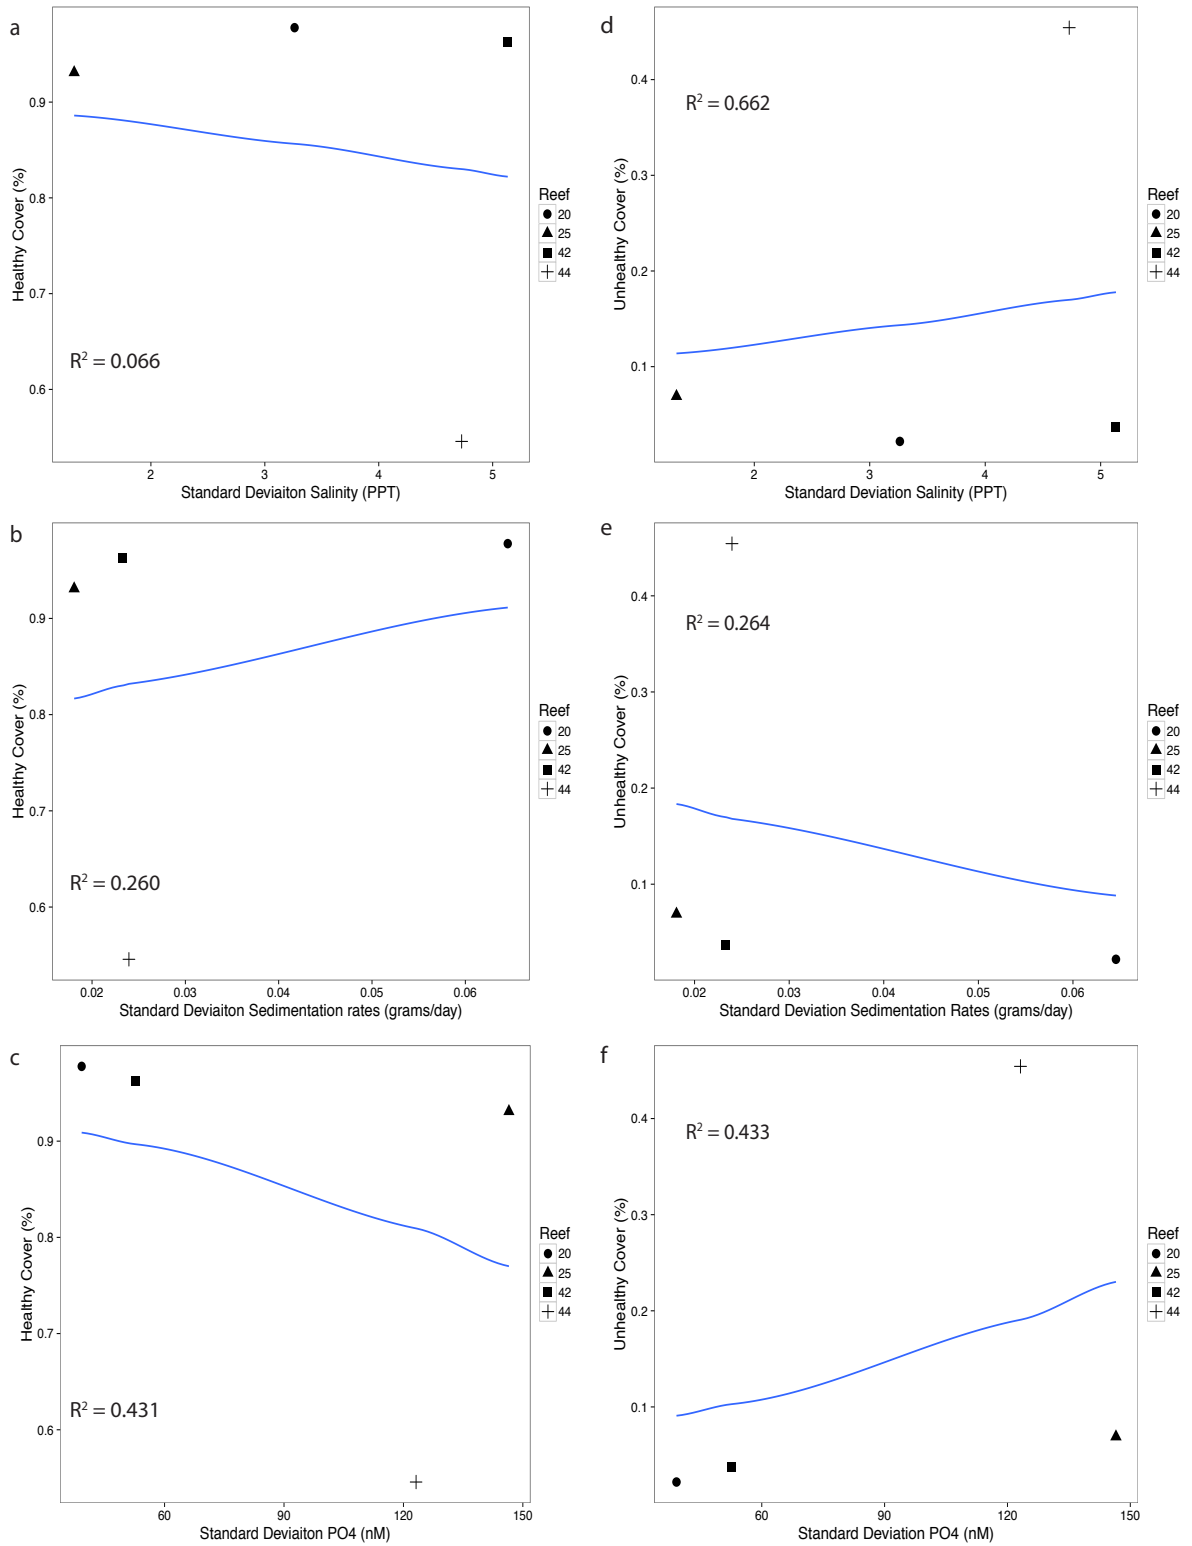 a
0.9
0.8
0.7
0.6
Healthy Cover (%)
R² = 0.066
2 3 4 5
Standard Deviaiton Salinity (PPT)
Reef
20
25
42
44
d
0.4
0.3
0.2
0.1
Unhealthy Cover (%)
R² = 0.662
2 3 4 5
Standard Deviation Salinity (PPT)
Reef
20
25
42
44
b
0.9
0.8
0.7
0.6
Healthy Cover (%)
R² = 0.260
0.02 0.03 0.04 0.05 0.06
Standard Deviaiton Sedimentation rates (grams/day)
Reef
20
25
42
44
e
0.4
0.3
0.2
0.1
Unhealthy Cover (%)
R² = 0.264
0.02 0.03 0.04 0.05 0.06
Standard Deviation Sedimentation Rates (grams/day)
Reef
20
25
42
44
c
0.9
0.8
0.7
0.6
Healthy Cover (%)
R² = 0.431
60 90 120 150
Standard Deviaiton PO4 (nM)
Reef
20
25
42
44
f
0.4
0.3
0.2
0.1
Unhealthy Cover (%)
R² = 0.433
60 90 120 150
Standard Deviation PO4 (nM)
Reef
20
25
42
44